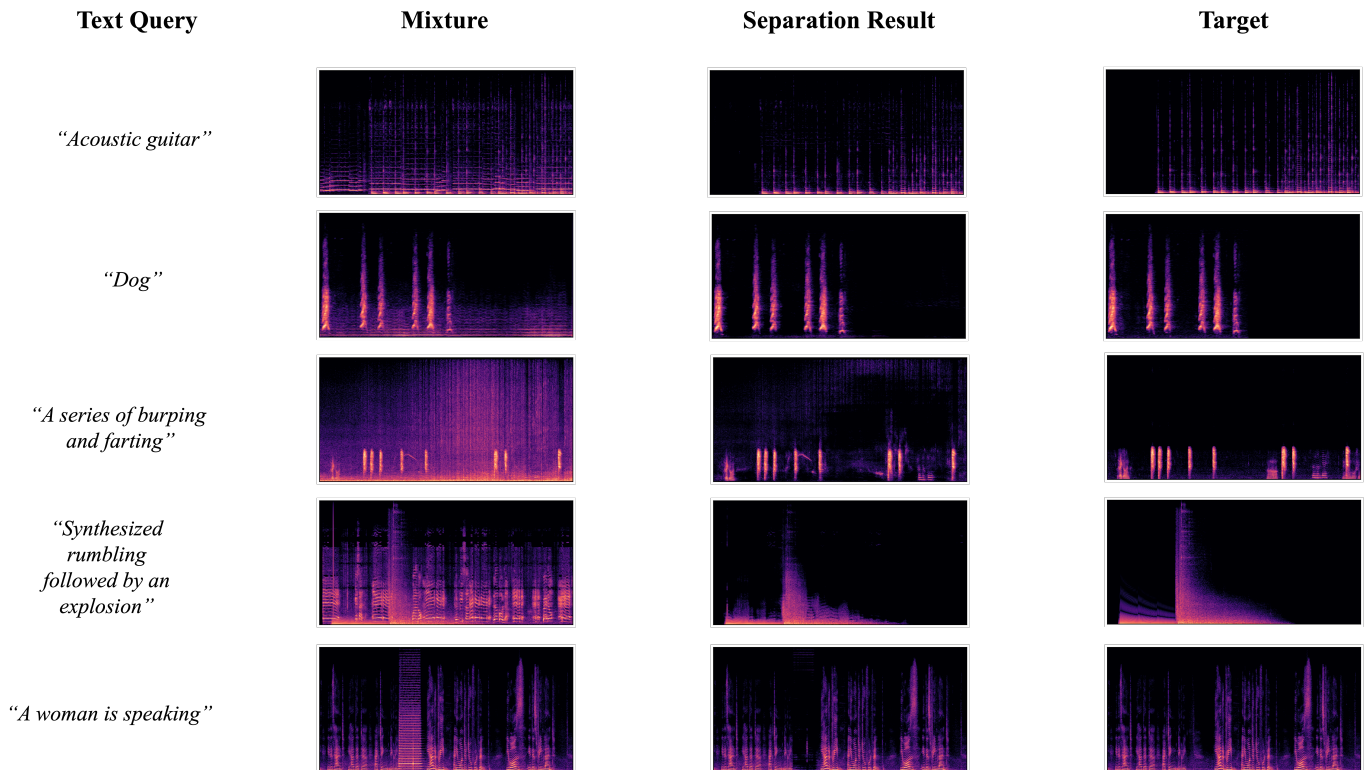 Text Query Mixture Separation Result Target
“Acoustic guitar”
“Dog”
“A series of burping
and farting”
“Synthesized
rumbling
followed by an
explosion”
“A woman is speaking”